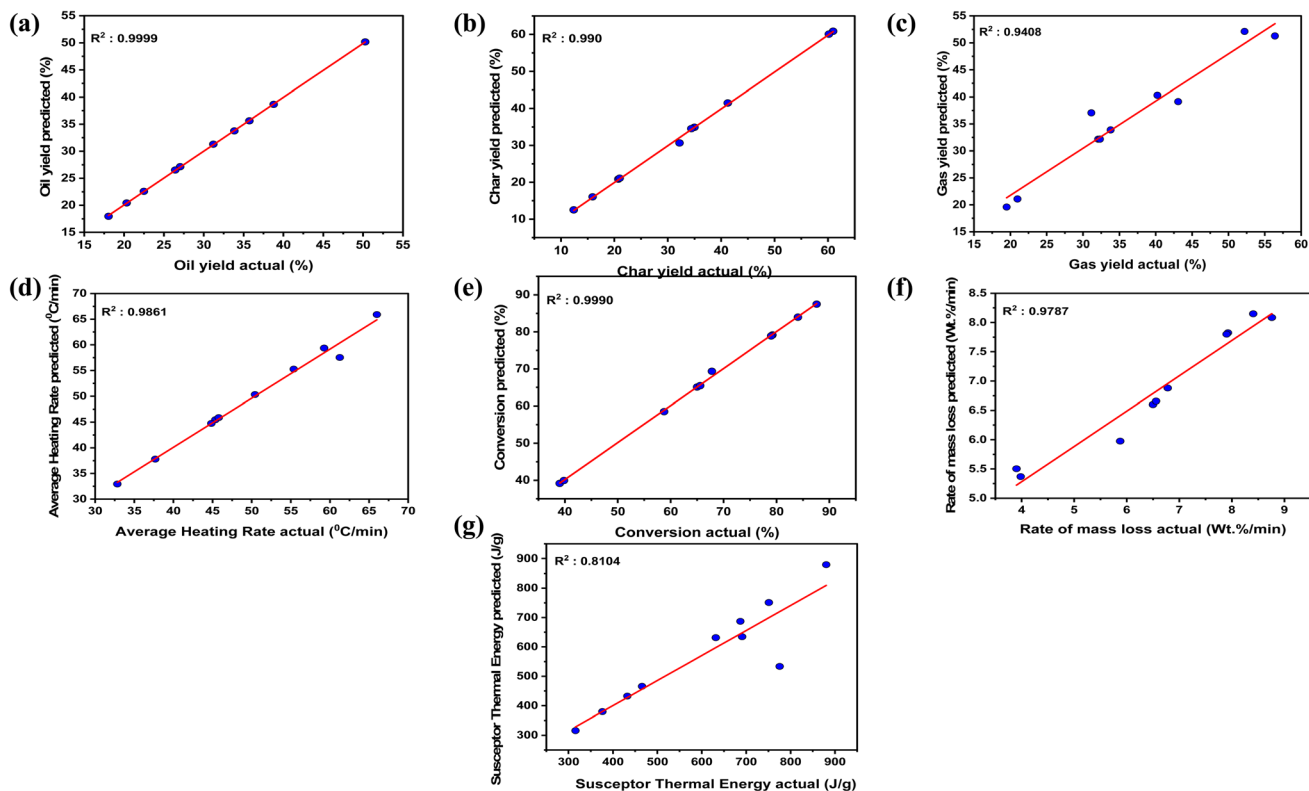 (a)
R² : 0.9999
55
50
45
40
35
30
25
20
15
15 20 25 30 35 40 45 50 55
Oil yield predicted (%)
Oil yield actual (%)
(b)
R² : 0.990
60
50
40
30
20
10
10 20 30 40 50 60
Char yield predicted (%)
Char yield actual (%)
(c)
R² : 0.9408
55
50
45
40
35
30
25
20
15
15 20 25 30 35 40 45 50 55 60
Gas yield predicted (%)
Gas yield actual (%)
(d)
R² : 0.9861
70
65
60
55
50
45
40
35
30
30 35 40 45 50 55 60 65 70
Average Heating Rate predicted (⁰C/min)
Average Heating Rate actual (⁰C/min)
(e)
R² : 0.9990
90
80
70
60
50
40
40 50 60 70 80 90
Conversion predicted (%)
Conversion actual (%)
(f)
R² : 0.9787
8.5
8.0
7.5
7.0
6.5
6.0
5.5
5.0
4 5 6 7 8 9
Rate of mass loss predicted (Wt.%/min)
Rate of mass loss actual (Wt.%/min)
(g)
R² : 0.8104
900
800
700
600
500
400
300
300 400 500 600 700 800 900
Susceptor Thermal Energy predicted (J/g)
Susceptor Thermal Energy actual (J/g)